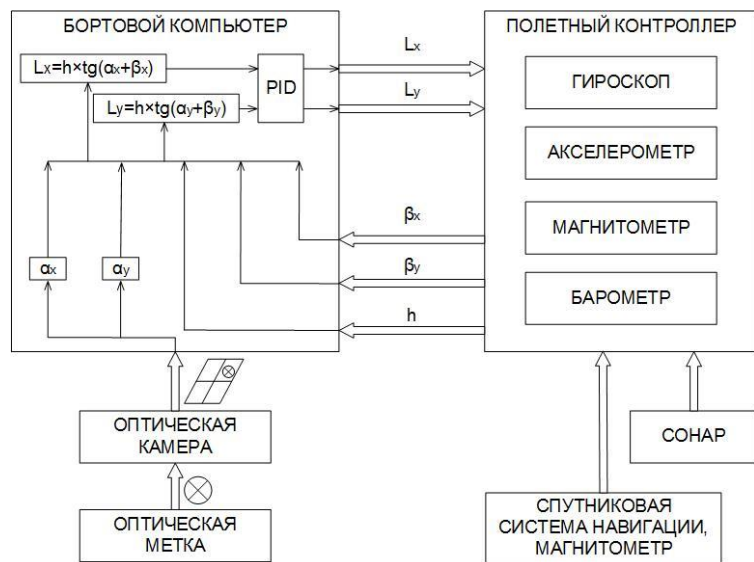 БОРТОВОЙ КОМПЬЮТЕР
Lx=h×tg(αx+βx)
Ly=h×tg(αy+βy)
PID
αx
αy
Lx
Ly
βx
βy
h
ПОЛЕТНЫЙ КОНТРОЛЛЕР
ГИРОСКОП
АКСЕЛЕРОМЕТР
МАГНИТОМЕТР
БАРОМЕТР
ОПТИЧЕСКАЯ
КАМЕРА
ОПТИЧЕСКАЯ
МЕТКА
СОНАР
СПУТНИКОВАЯ
СИСТЕМА НАВИГАЦИИ,
МАГНИТОМЕТР